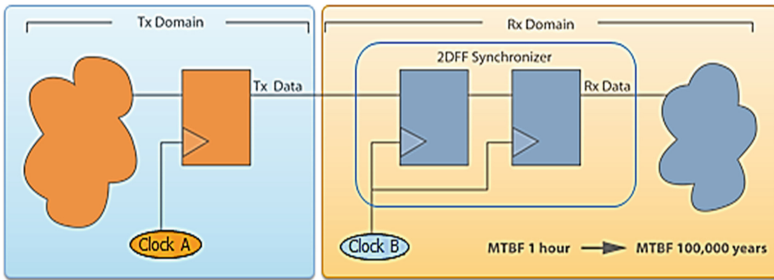 Tx Domain
Rx Domain
2DFF Synchronizer
Tx Data
Rx Data
Clock A
Clock B
MTBF 1 hour
MTBF 100,000 years